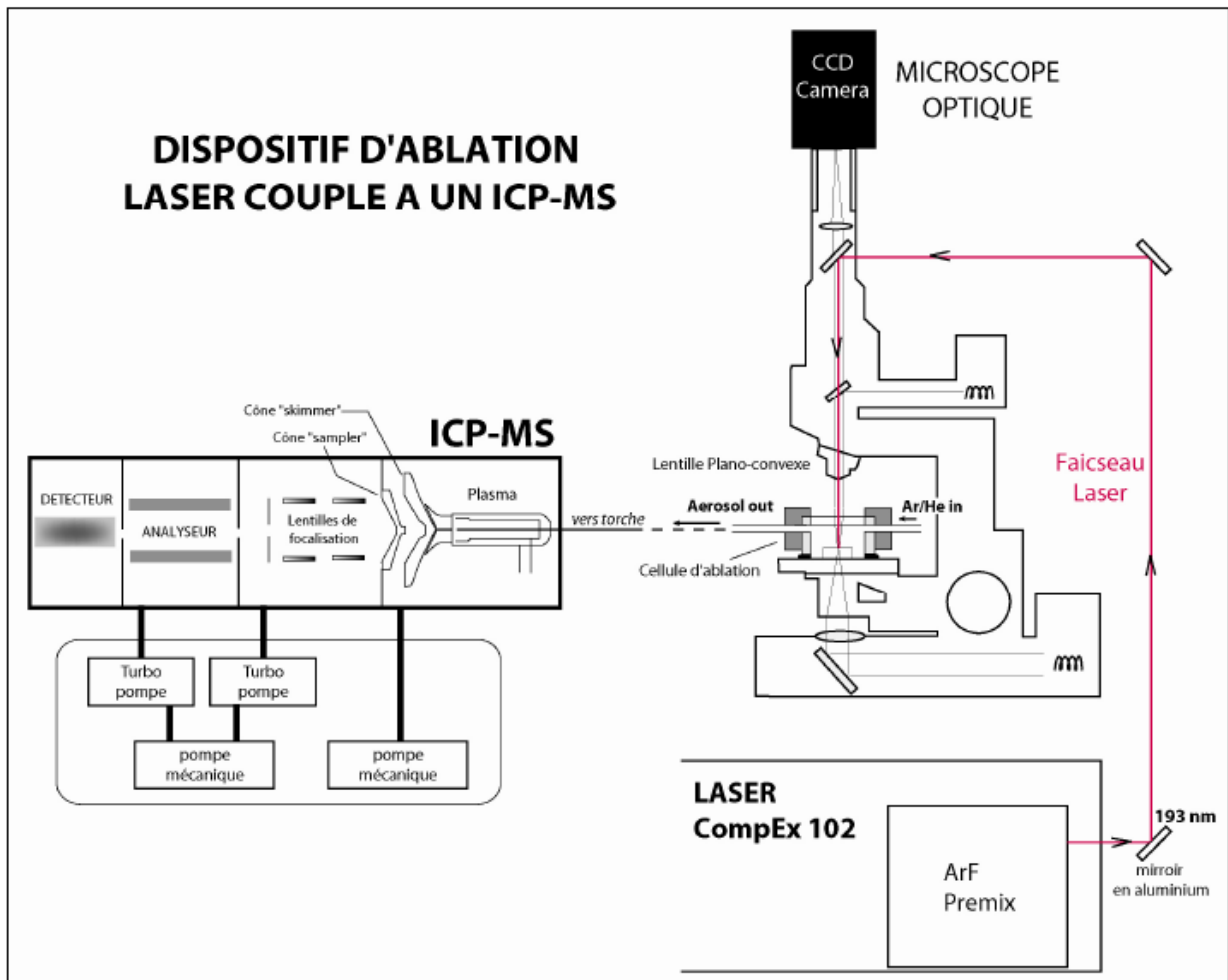 CCD
Camera
MICROSCOPE
OPTIQUE
DISPOSITIF D'ABLATION
LASER COUPLE A UN ICP-MS
Cône "skimmer"
Cône "sampler"
ICP-MS
DETECTEUR
ANALYSEUR
Lentilles de
focalisation
Plasma
vers torche
Lentille Plano-convexe
Aerosol out
Ar/He in
Cellule d'ablation
Faicseau
Laser
Turbo
pompe
Turbo
pompe
pompe
mécanique
pompe
mécanique
LASER
CompEx 102
ArF
Premix
193 nm
mirroir
en aluminium